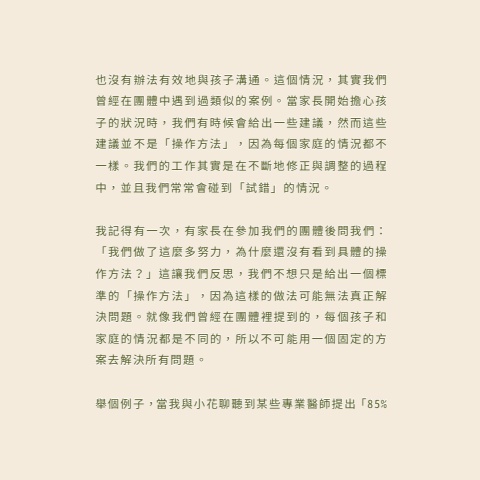 也沒有辦法有效地與孩子溝通。這個情況，其實我們
曾經在團體中遇到過類似的案例。當家長開始擔心孩
子的狀況時，我們有時候會給出一些建議，然而這些
建議並不是「操作方法」，因為每個家庭的情況都不
一樣。我們的工作其實是在不斷地修正與調整的過程
中，並且我們常常會碰到「試錯」的情況。
我記得有一次，有家長在參加我們的團體後問我們：
「我們做了這麼多努力，為什麼還沒有看到具體的操
作方法？」這讓我們反思，我們不想只是給出一個標
準的「操作方法」，因為這樣的做法可能無法真正解
決問題。就像我們曾經在團體裡提到的，每個孩子和
家庭的情況都是不同的，所以不可能用一個固定的方
案去解決所有問題。
舉個例子，當我與小花聊聽到某些專業醫師提出「85%